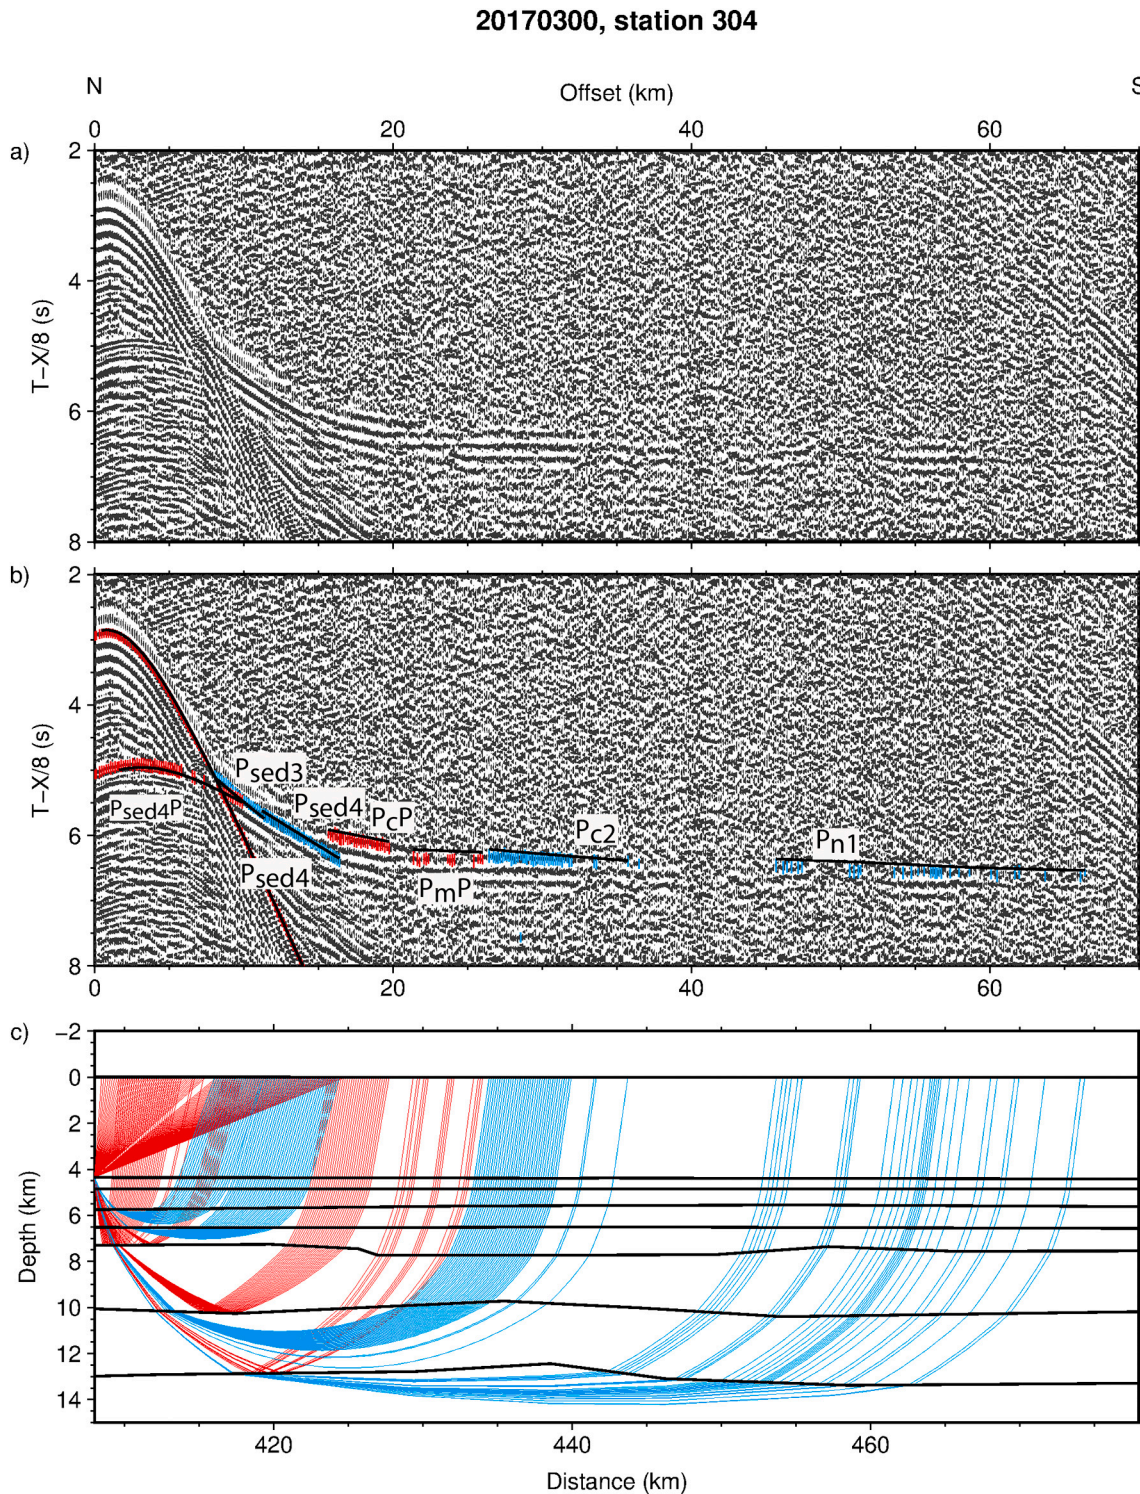 20170300, station 304
N
Offset (km)
S
0 20 40 60
a)
2
4
6
8
T−X/8 (s)
b)
2
4
6
8
T−X/8 (s)
Psed3
Psed4
PcP
Psed4P
Pc2
Pn1
Psed4
PmP
0 20 40 60
c)
−2
0
2
4
6
8
10
12
14
Depth (km)
420 440 460
Distance (km)